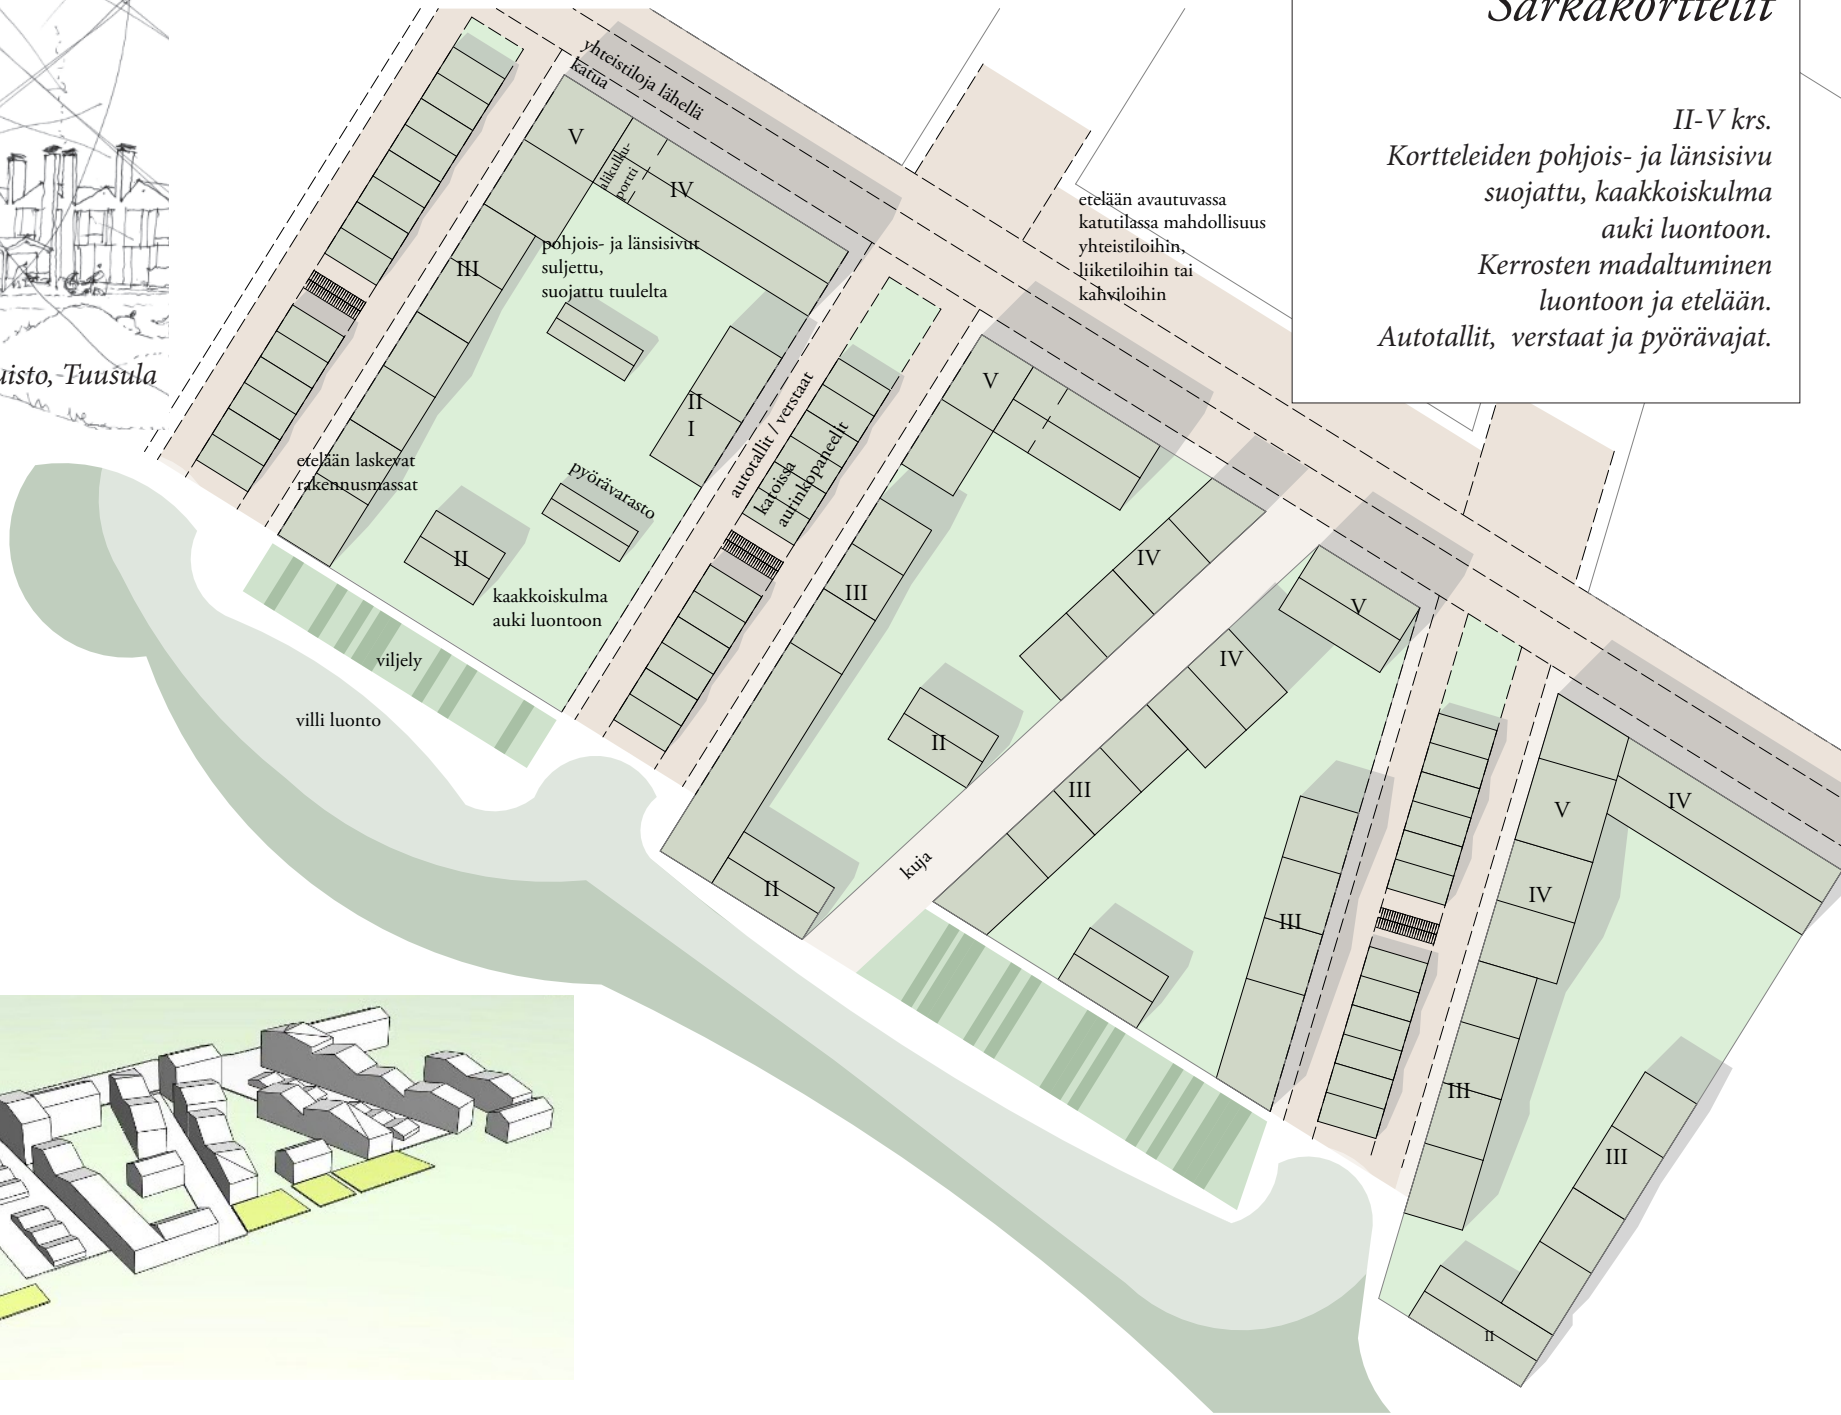 Sarkakorttelit
II-V krs.
Kortteleiden pohjois- ja länsisivu
suojattu, kaakkoiskulma
auki luontoon.
Kerrosten madaltuminen
luontoon ja etelään.
Autotallit, verstaat ja pyörävajat.
uisto, Tuusula
yhteistiloja lähellä
katua
V
alikulku-
portti
IV
III
pohjois- ja länsisivut
suljettu,
suojattu tuulelta
etelään avautuvassa
katutilassa mahdollisuus
yhteistiloihin,
liiketiloihin tai
kahviloihin
II
I
autotallit / verstaat
katoissa
aurinkopaneelit
V
etelään laskevat
rakennusmassat
pyörävarasto
II
kaakkoiskulma
auki luontoon
viljely
villi luonto
III
IV
V
IV
II
III
kuja
II
III
V
IV
IV
III
III
II